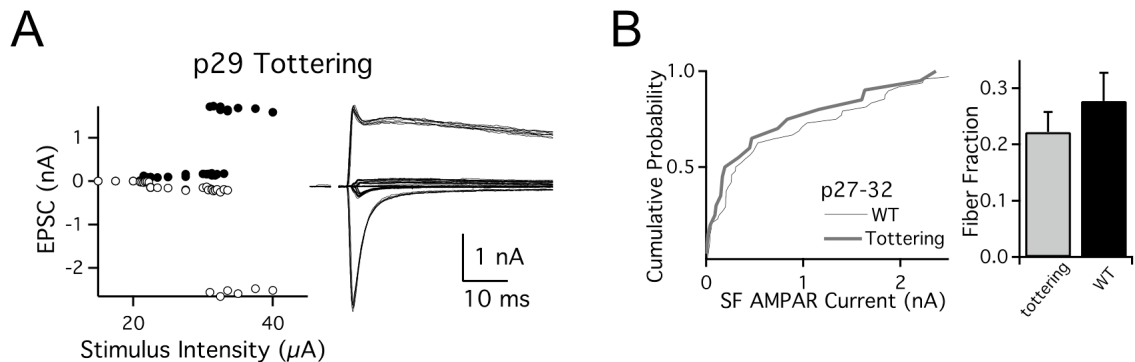 A
p29 Tottering
1
0
-1
-2
EPSC (nA)
20
40
Stimulus Intensity (µA)
1 nA
10 ms
B
Cumulative Probability
1.0
0.5
p27-32
WT
Tottering
0
1
2
SF AMPAR Current (nA)
Fiber Fraction
0.3
0.2
0.1
0.0
tottering
WT